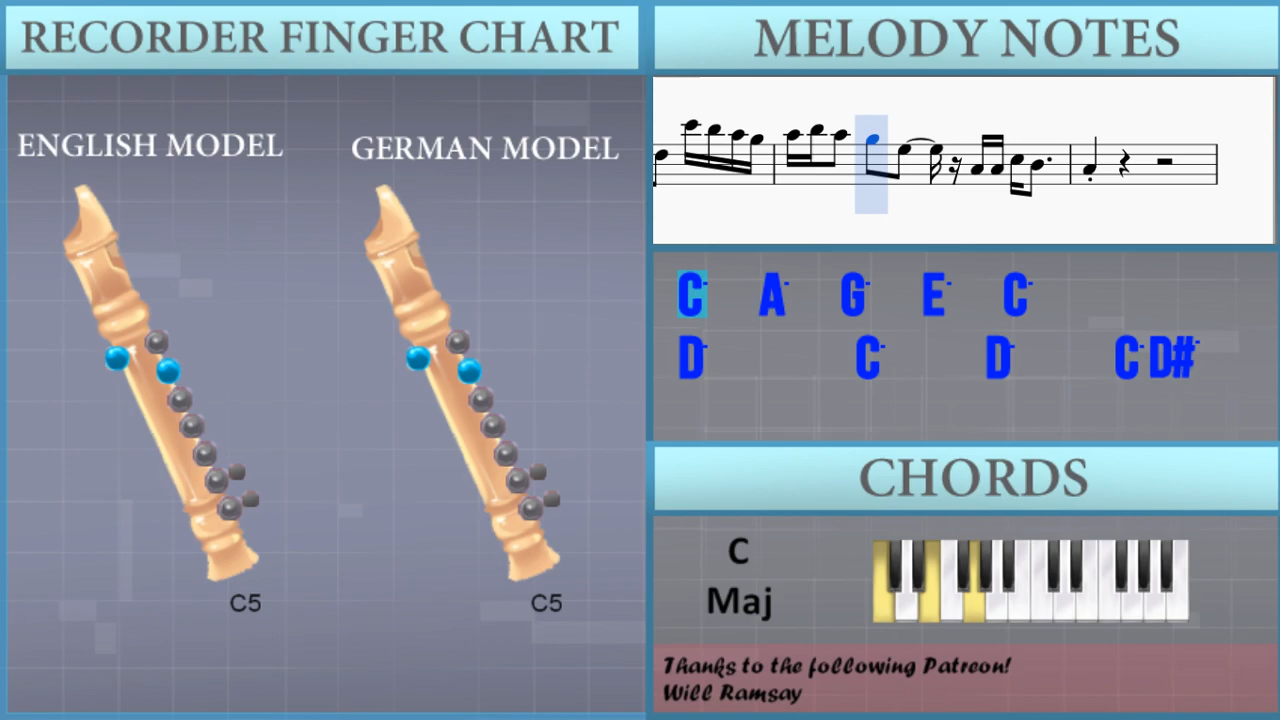 RECORDER FINGER CHART
ENGLISH MODEL
GERMAN MODEL
C5
C5
MELODY NOTES
C- A- G- E- C-
D- C- D- C- D#-
CHORDS
C
Maj
Thanks to the following Patreon!
Will Ramsay